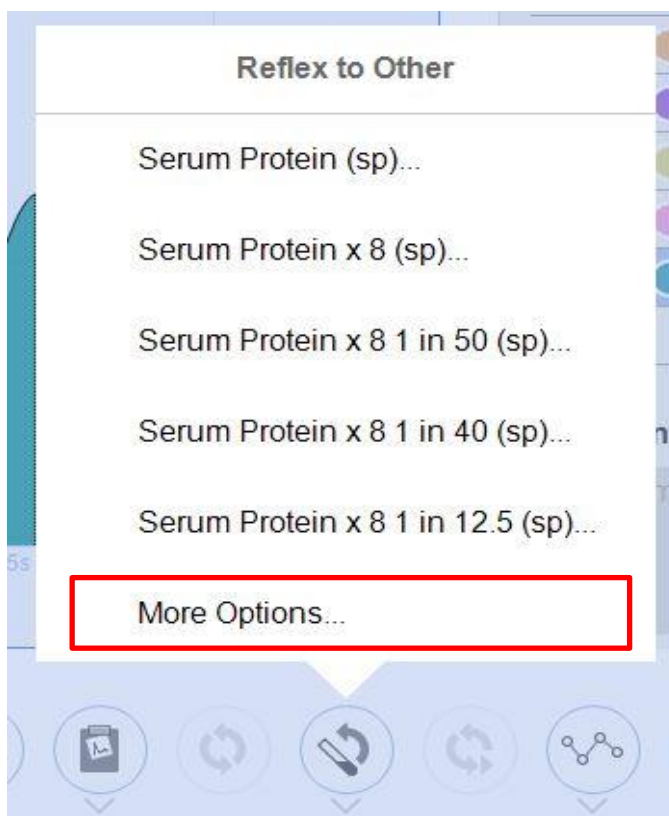 Reflex to Other
Serum Protein (sp)...
Serum Protein x 8 (sp)...
Serum Protein x 8 1 in 50 (sp)...
Serum Protein x 8 1 in 40 (sp)...
Serum Protein x 8 1 in 12.5 (sp)...
5s
More Options...